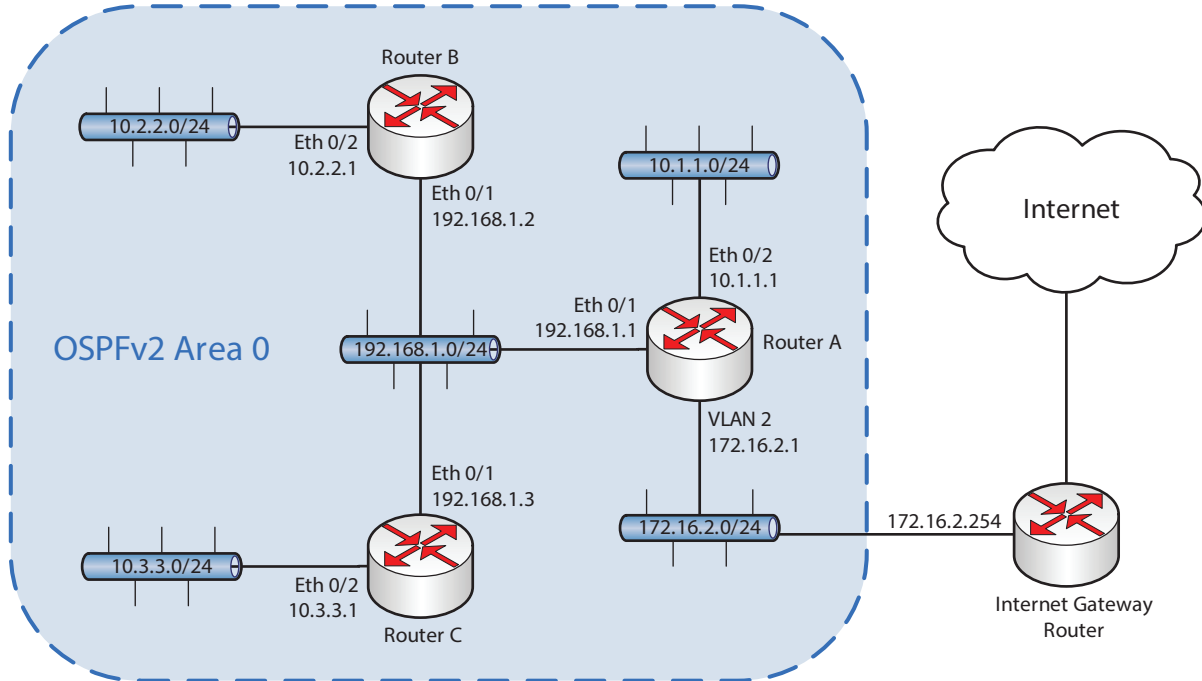 Router B
10.2.2.0/24
Eth 0/2
10.2.2.1
Eth 0/1
192.168.1.2
10.1.1.0/24
Internet
Eth 0/2
10.1.1.1
Eth 0/1
192.168.1.1
OSPFv2 Area 0
192.168.1.0/24
Router A
VLAN 2
172.16.2.1
Eth 0/1
192.168.1.3
172.16.2.0/24
172.16.2.254
10.3.3.0/24
Eth 0/2
10.3.3.1
Router C
Internet Gateway
Router